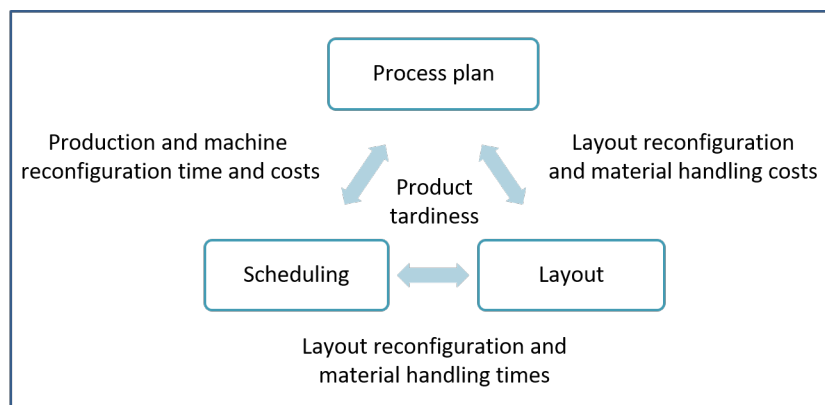 Process plan
Production and machine
reconfiguration time and costs
Layout reconfiguration
and material handling costs
Product
tardiness
Scheduling
Layout
Layout reconfiguration and
material handling times